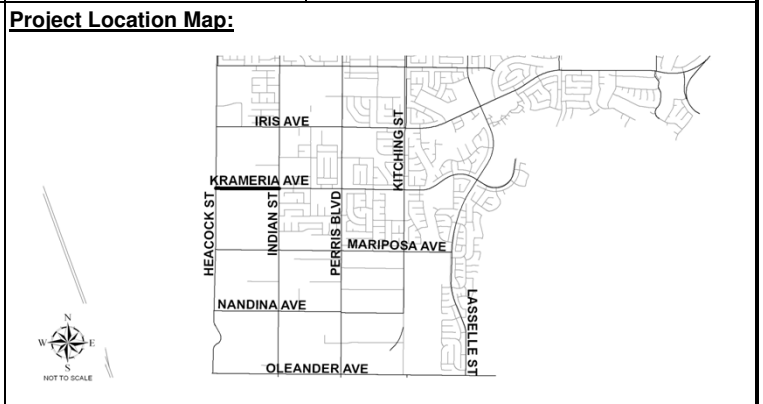 Project Location Map:
IRIS AVE
KITCHING ST
KRAMERIA AVE
HEACOCK ST
INDIAN ST
PERRIS BLVD
MARIPOSA AVE
NANDINA AVE
LASSELLE ST
OLEANDER AVE
N
W E
S
NOT TO SCALE